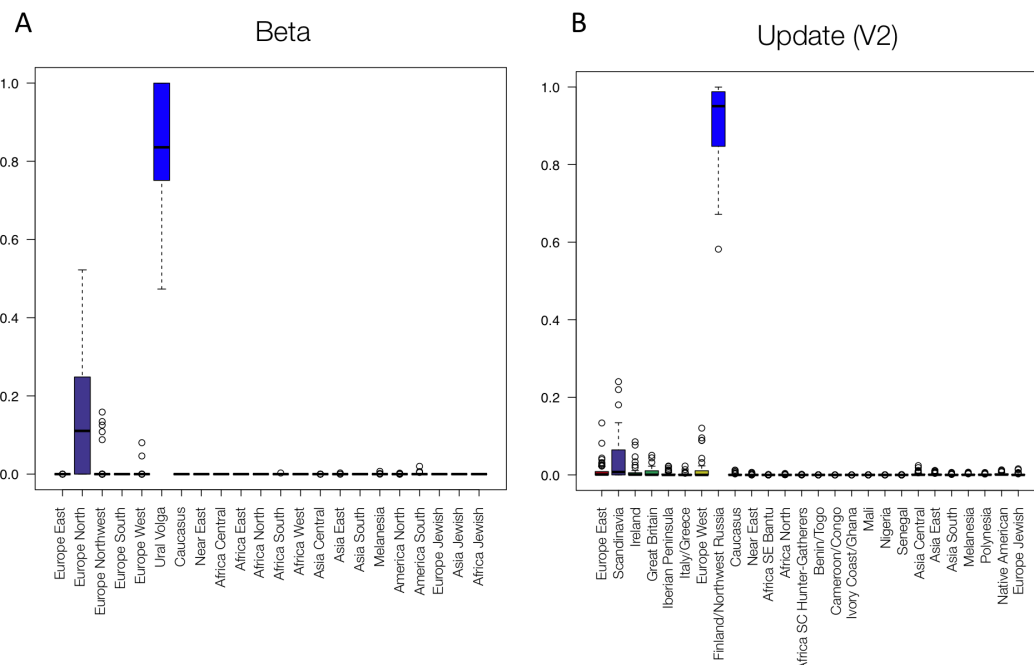 A
Beta
1.0
0.8
0.6
0.4
0.2
0.0
Europe East
Europe North
Europe Northwest
Europe South
Europe West
Ural Volga
Caucasus
Near East
Africa Central
Africa East
Africa North
Africa South
Africa West
Asia Central
Asia East
Asia South
Melanesia
America North
America South
Europe Jewish
Asia Jewish
Africa Jewish
B
Update (V2)
1.0
0.8
0.6
0.4
0.2
0.0
Europe East
Scandinavia
Ireland
Great Britain
Iberian Peninsula
Italy/Greece
Europe West
Finland/Northwest Russia
Caucasus
Near East
Africa SE Bantu
Africa North
Africa SC Hunter-Gatherers
Benin/Togo
Cameroon/Congo
Ivory Coast/Ghana
Mali
Nigeria
Senegal
Asia Central
Asia East
Asia South
Melanesia
Polynesia
Native American
Europe Jewish